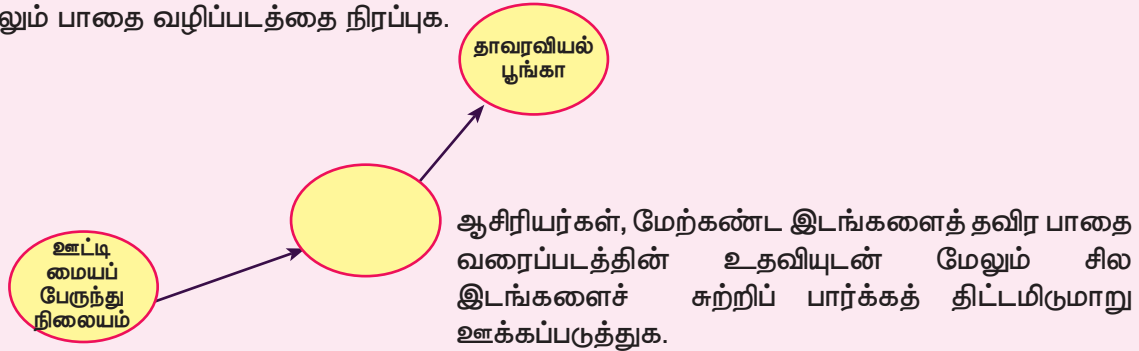 லும் பாதை வழிப்படத்தை நிரப்புக.
தாவரவியல்
பூங்கா
ஆசிரியர்கள், மேற்கண்ட இடங்களைத் தவிர பாதை
வரைப்படத்தின் உதவியுடன் மேலும் சில
இடங்களைச் சுற்றிப் பார்க்கத் திட்டமிடுமாறு
ஊக்கப்படுத்துக.
ஊட்டி
மையப்
பேருந்து
நிலையம்